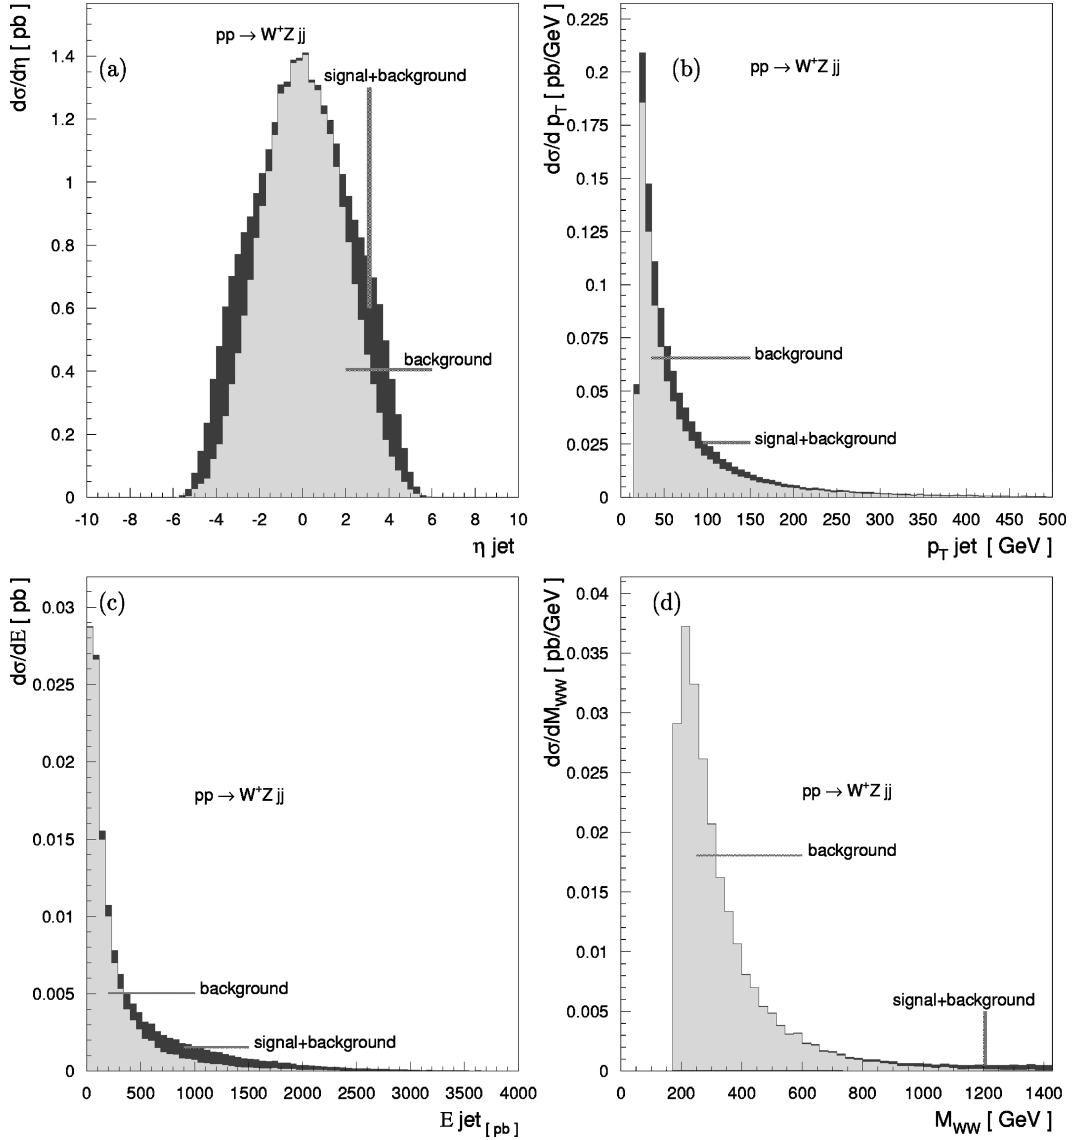 dσ/dη [ pb]
(a)
pp → W⁺Z jj
signal+background
background
1.4
1.2
1
0.8
0.6
0.4
0.2
0
-10 -8 -6 -4 -2 0 2 4 6 8 10
η jet
dσ/d p_T [ pb/GeV]
(b)
pp → W⁺Z jj
background
signal+background
0.2
0.225
0.175
0.15
0.125
0.1
0.075
0.05
0.025
0
0 50 100 150 200 250 300 350 400 450 500
p_T jet [ GeV]
dσ/dE [ pb]
(c)
pp → W⁺Z jj
background
signal+background
0.03
0.025
0.02
0.015
0.01
0.005
0
0 500 1000 1500 2000 2500 3000 3500 4000
E jet [ pb]
dσ/dM_WW [ pb/GeV]
(d)
pp → W⁺Z jj
background
signal+background
0.04
0.035
0.03
0.025
0.02
0.015
0.01
0.005
0
200 400 600 800 1000 1200 1400
M_WW [ GeV]